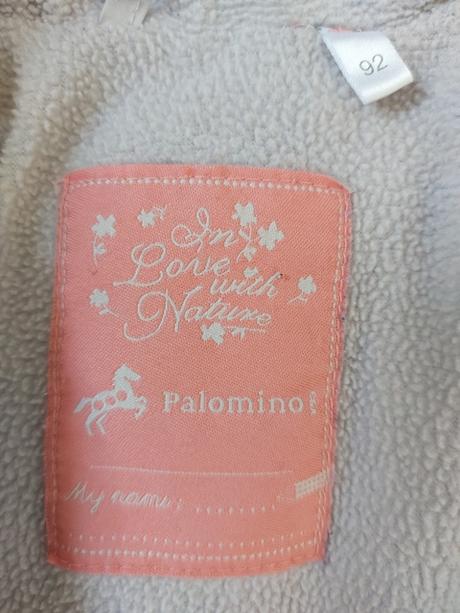 92
In
Love
with
Nature
Palomino
My name: